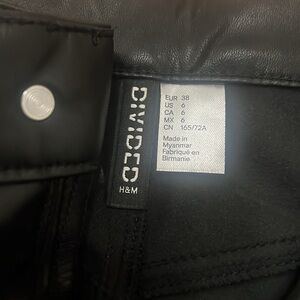 DIVIDED
H&M
EUR 38
US 6
CA 6
MX 6
CN 165/72A
Made in
Myanmar
Fabriqué en
Birmanie